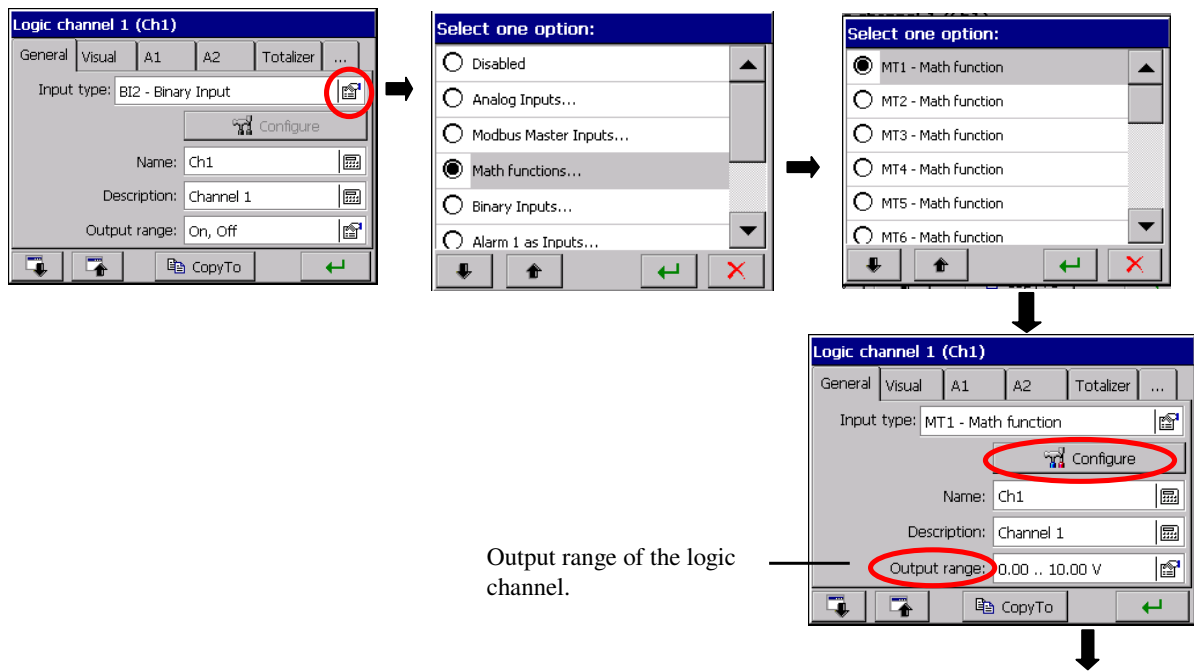 Logic channel 1 (Ch1)
General Visual A1 A2 Totalizer ...
Input type: BI2 - Binary Input
Configure
Name: Ch1
Description: Channel 1
Output range: On, Off
CopyTo
Select one option:
Disabled
Analog Inputs...
Modbus Master Inputs...
Math functions...
Binary Inputs...
Alarm 1 as Inputs...
Select one option:
MT1 - Math function
MT2 - Math function
MT3 - Math function
MT4 - Math function
MT5 - Math function
MT6 - Math function
Logic channel 1 (Ch1)
General Visual A1 A2 Totalizer ...
Input type: MT1 - Math function
Configure
Name: Ch1
Description: Channel 1
Output range: 0.00 .. 10.00 V
CopyTo
Output range of the logic
channel.